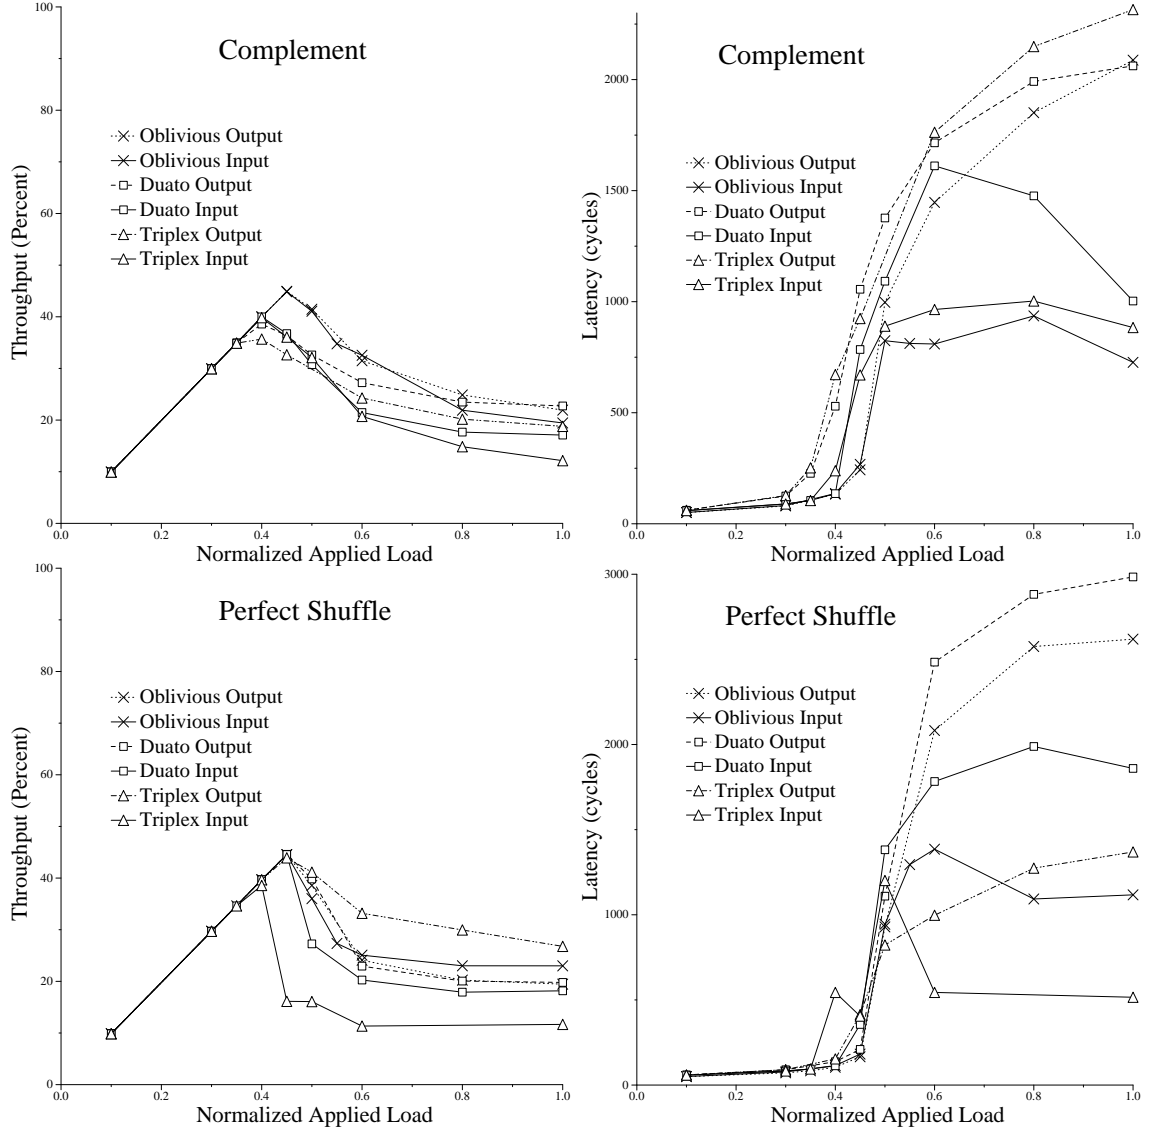 Complement
100
80
60
40
20
0
Throughput (Percent)
Oblivious Output
Oblivious Input
Duato Output
Duato Input
Triplex Output
Triplex Input
0.0 0.2 0.4 0.6 0.8 1.0
Normalized Applied Load
Complement
2000
1500
1000
500
0
Latency (cycles)
Oblivious Output
Oblivious Input
Duato Output
Duato Input
Triplex Output
Triplex Input
0.0 0.2 0.4 0.6 0.8 1.0
Normalized Applied Load
Perfect Shuffle
100
80
60
40
20
0
Throughput (Percent)
Oblivious Output
Oblivious Input
Duato Output
Duato Input
Triplex Output
Triplex Input
0.0 0.2 0.4 0.6 0.8 1.0
Normalized Applied Load
Perfect Shuffle
3000
2000
1000
0
Latency (cycles)
Oblivious Output
Oblivious Input
Duato Output
Duato Input
Triplex Output
Triplex Input
0.0 0.2 0.4 0.6 0.8 1.0
Normalized Applied Load